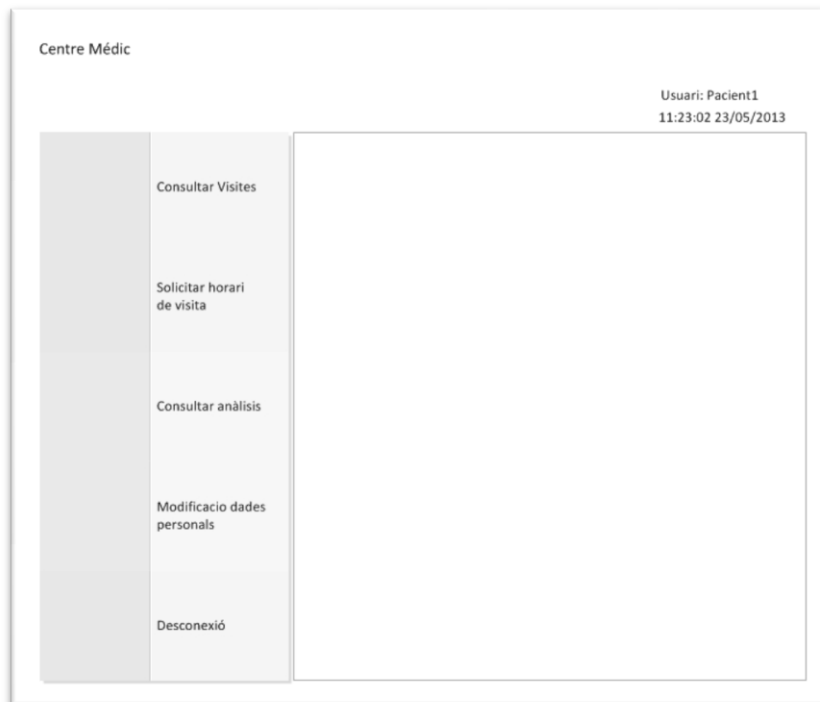 Centre Médic
Usuari: Pacient1
11:23:02 23/05/2013
Consultar Visites
Solicitar horari
de visita
Consultar anàlisis
Modificacio dades
personals
Desconexió